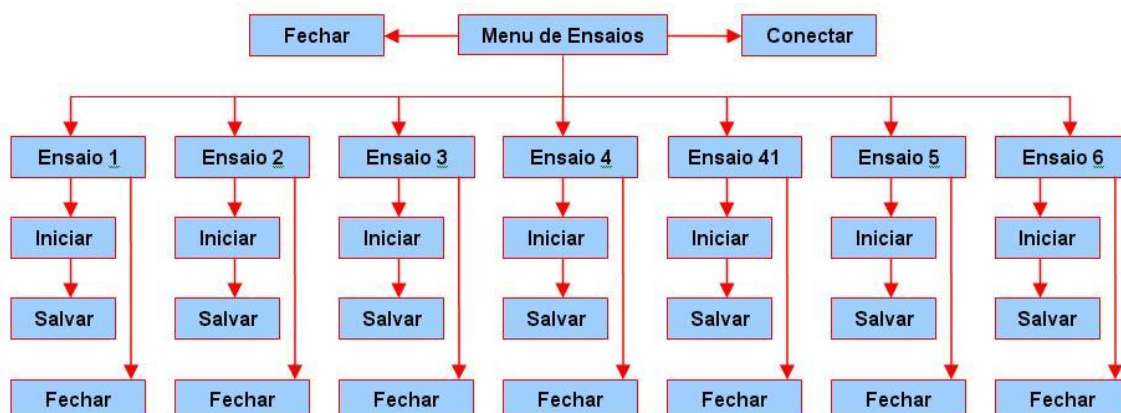 Fechar Menu de Ensaios Conectar
Ensaio 1 Ensaio 2 Ensaio 3 Ensaio 4 Ensaio 41 Ensaio 5 Ensaio 6
Iniciar Iniciar Iniciar Iniciar Iniciar Iniciar Iniciar
Salvar Salvar Salvar Salvar Salvar Salvar Salvar
Fechar Fechar Fechar Fechar Fechar Fechar Fechar